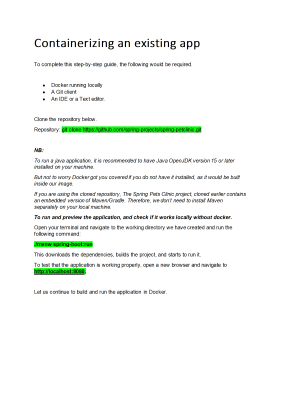 Containerizing an existing app
To complete this step-by-step guide, the following would be required.
• Docker running locally
• A Git client
• An IDE or a Text editor.
Clone the repository below.
Repository: git clone https://github.com/spring-projects/spring-petclinic.git
NB:
To run a java application, it is recommended to have Java OpenJDK version 15 or later
installed on your machine.
But not to worry Docker got you covered if you do not have it installed, as it would be built
inside our image.
If you are using the cloned repository, The Spring Pets Clinic project, cloned earlier contains
an embedded version of Maven/Gradle. Therefore, we don't need to install Maven
separately on your local machine.
To run and preview the application, and check if it works locally without docker.
Open your terminal and navigate to the working directory we have created and run the
following command:
./mvnw spring-boot:run
This downloads the dependencies, builds the project, and starts to run it.
To test that the application is working properly, open a new browser and navigate to
http://localhost:8080.
Let us continue to build and run the application in Docker.